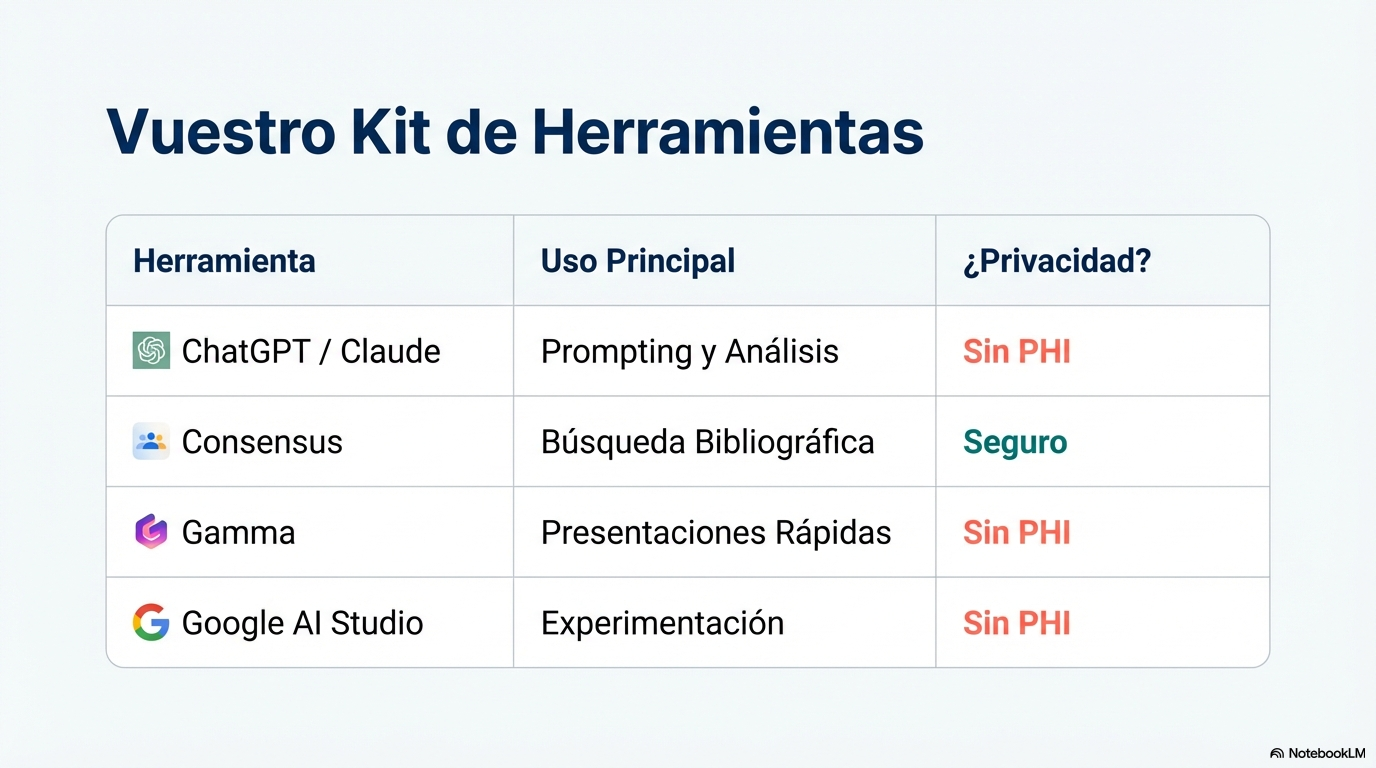 Vuestro Kit de Herramientas
Herramienta Uso Principal ¿Privacidad?
ChatGPT / Claude Prompting y Análisis Sin PHI
Consensus Búsqueda Bibliográfica Seguro
Gamma Presentaciones Rápidas Sin PHI
Google AI Studio Experimentación Sin PHI
NotebookLM